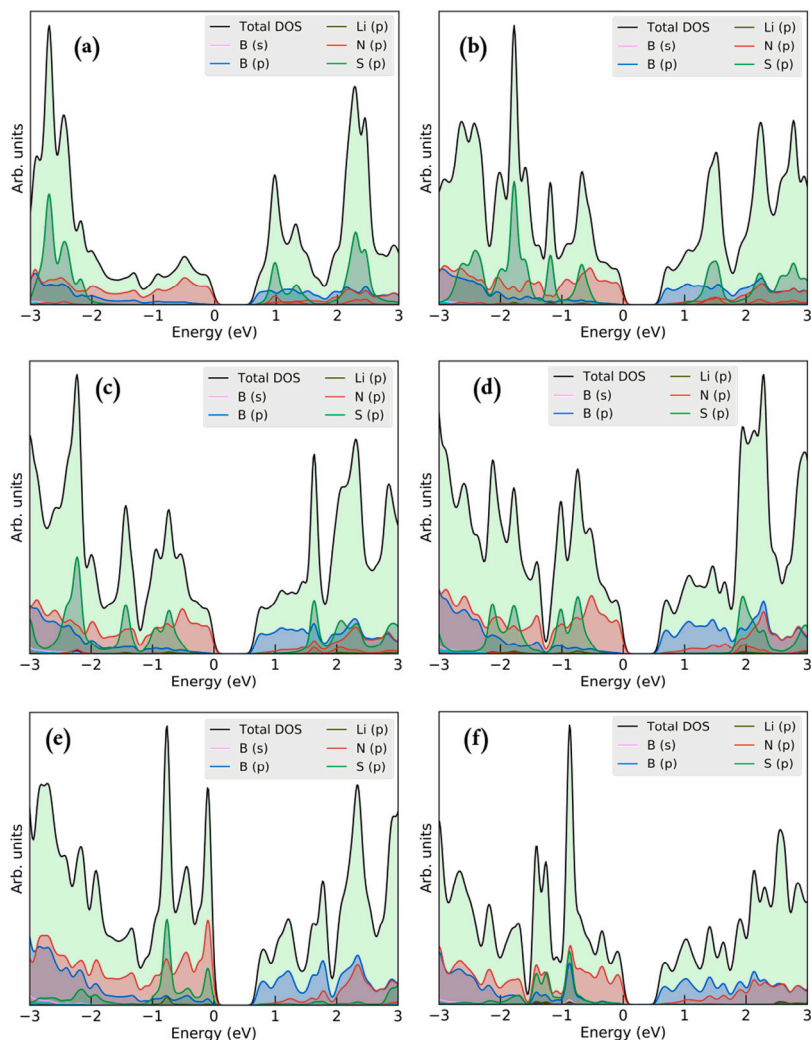 (a)
Total DOS Li (p)
B (s) N (p)
B (p) S (p)
Arb. units
−3 −2 −1 0 1 2 3
Energy (eV)
(b)
Total DOS Li (p)
B (s) N (p)
B (p) S (p)
Arb. units
−3 −2 −1 0 1 2 3
Energy (eV)
(c)
Total DOS Li (p)
B (s) N (p)
B (p) S (p)
Arb. units
−3 −2 −1 0 1 2 3
Energy (eV)
(d)
Total DOS Li (p)
B (s) N (p)
B (p) S (p)
Arb. units
−3 −2 −1 0 1 2 3
Energy (eV)
(e)
Total DOS Li (p)
B (s) N (p)
B (p) S (p)
Arb. units
−3 −2 −1 0 1 2 3
Energy (eV)
(f)
Total DOS Li (p)
B (s) N (p)
B (p) S (p)
Arb. units
−3 −2 −1 0 1 2 3
Energy (eV)